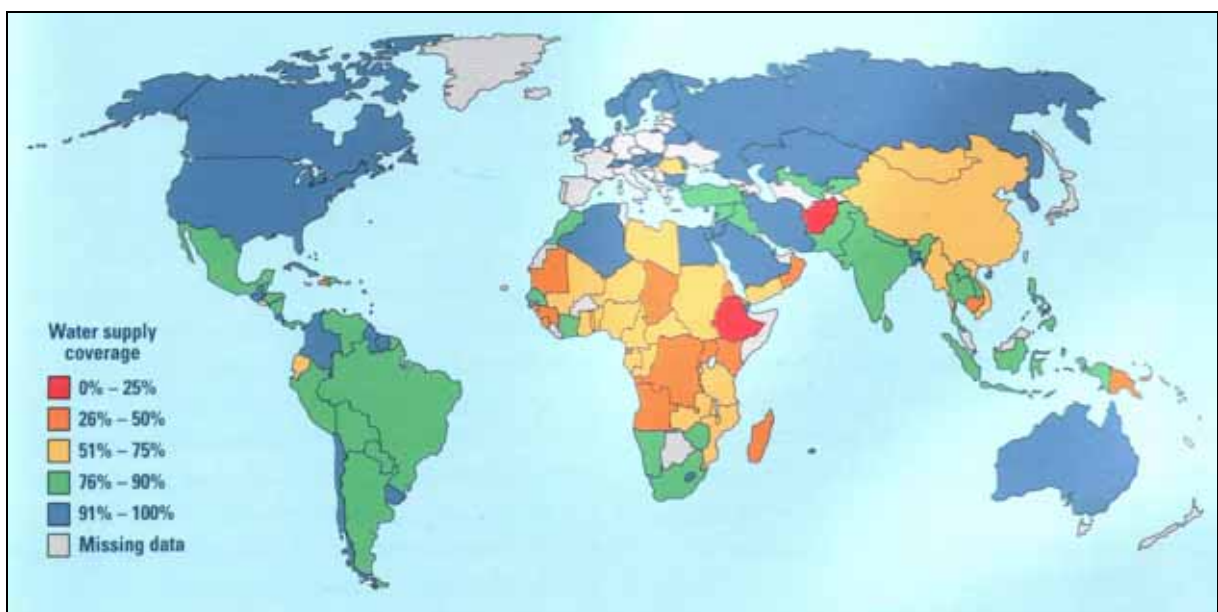 Water supply
coverage
0% – 25%
26% – 50%
51% – 75%
76% – 90%
91% – 100%
Missing data